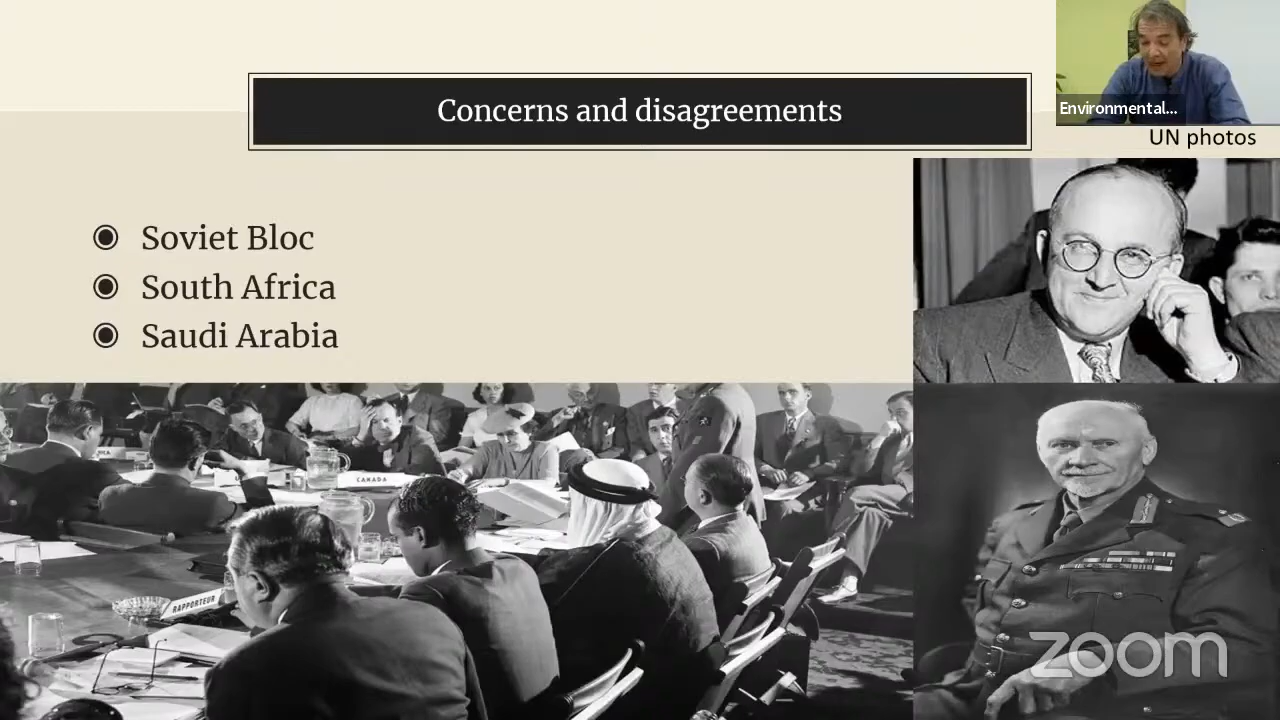 Concerns and disagreements
Environmental...
UN photos
Soviet Bloc
South Africa
Saudi Arabia
CANADA
RAPPORTEUR
zoom